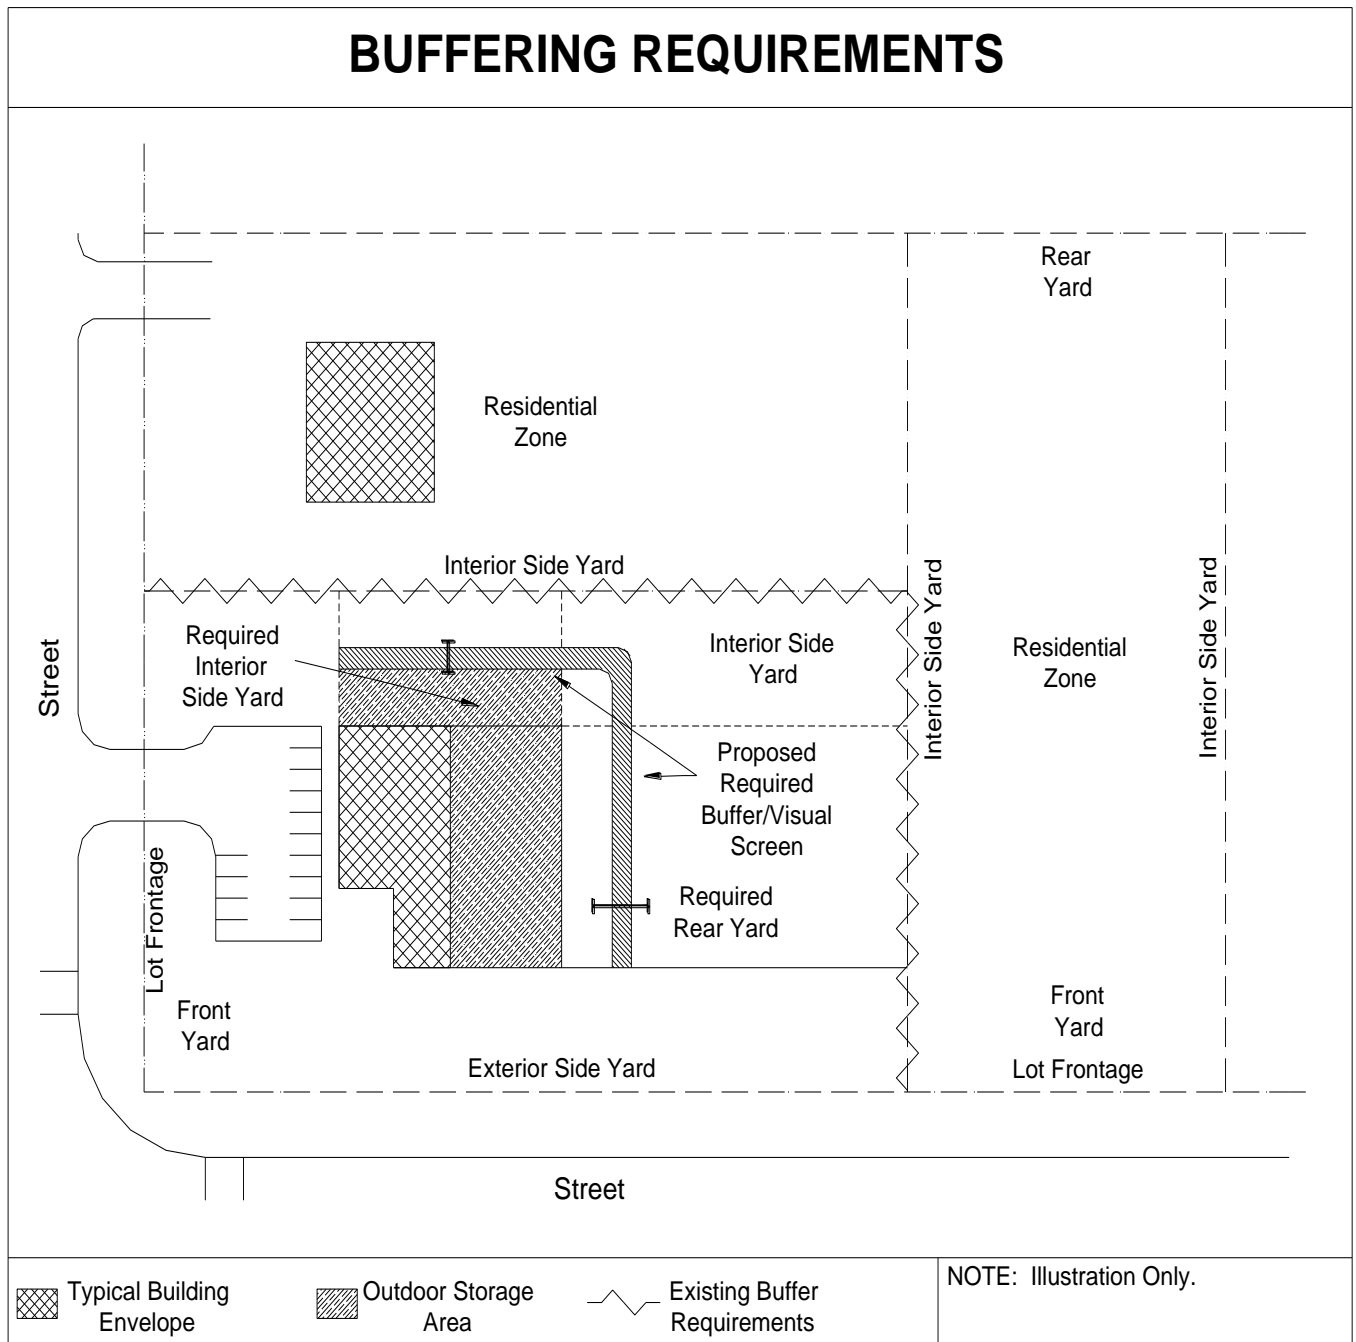 BUFFERING REQUIREMENTS
Rear
Yard
Residential
Zone
Interior Side Yard
Required
Interior
Side Yard
Interior Side
Yard
Interior Side Yard
Residential
Zone
Interior Side Yard
Street
Proposed
Required
Buffer/Visual
Screen
Required
Rear Yard
Lot Frontage
Front
Yard
Front
Yard
Exterior Side Yard
Lot Frontage
Street
Typical Building
Envelope
Outdoor Storage
Area
Existing Buffer
Requirements
NOTE: Illustration Only.